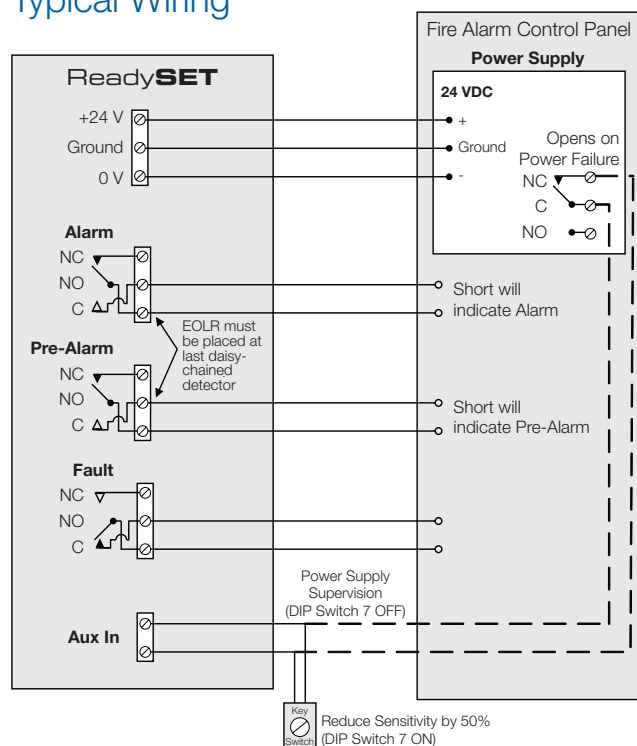 Typical Wiring
ReadySET
+24 V
Ground
0 V
Alarm
NC
NO
C
EOLR must
be placed at
last daisy-
chained
detector
Pre-Alarm
NC
NO
C
Fault
NC
NO
C
Aux In
Fire Alarm Control Panel
Power Supply
24 VDC
+
Ground
-
Opens on
Power Failure
NC
C
NO
Short will
indicate Alarm
Short will
indicate Pre-Alarm
Power Supply
Supervision
(DIP Switch 7 OFF)
Key
Switch
Reduce Sensitivity by 50%
(DIP Switch 7 ON)